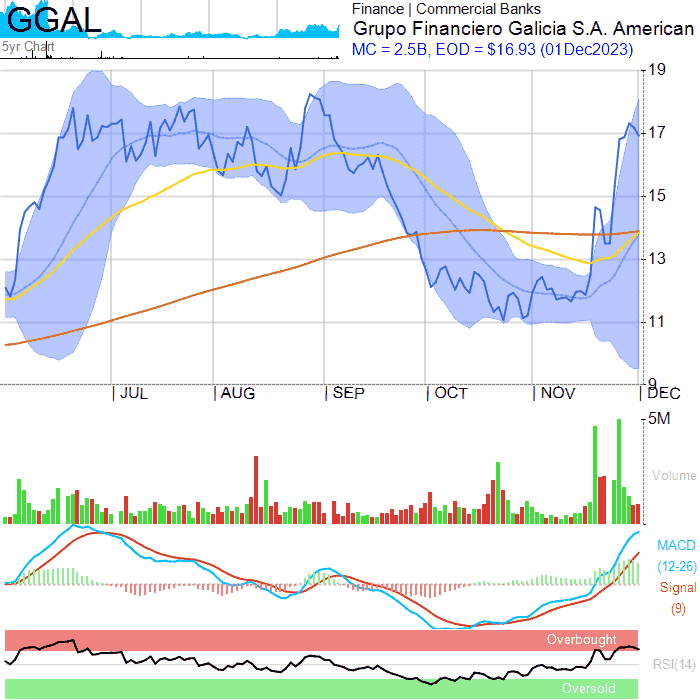 GGAL
Finance | Commercial Banks
Grupo Financiero Galicia S.A. American
MC = 2.5B, EOD = $16.93 (01Dec2023)
5yr Chart
19
17
15
13
11
9
| JUL | AUG | SEP | OCT | NOV | DEC
5M
Volume
MACD
(12-26)
Signal
(9)
Overbought
RSI(14)
Oversold